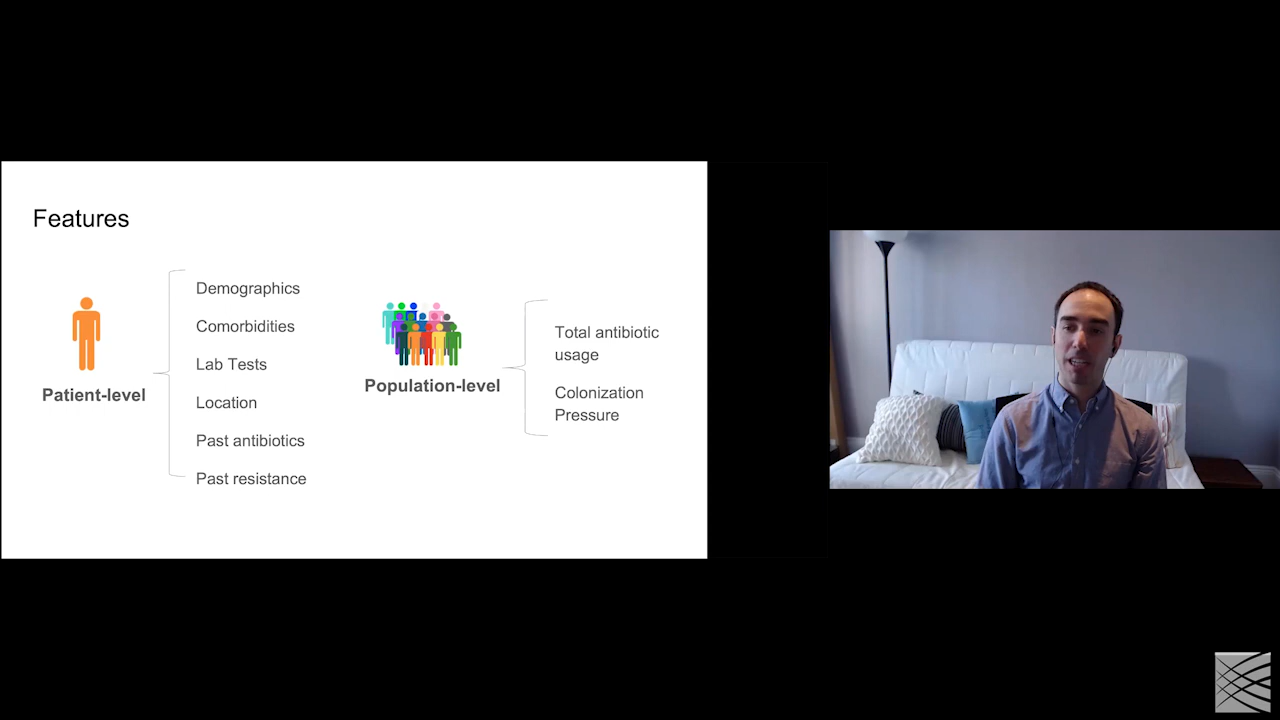 Features
Patient-level
Demographics
Comorbidities
Lab Tests
Location
Past antibiotics
Past resistance
Population-level
Total antibiotic
usage
Colonization
Pressure